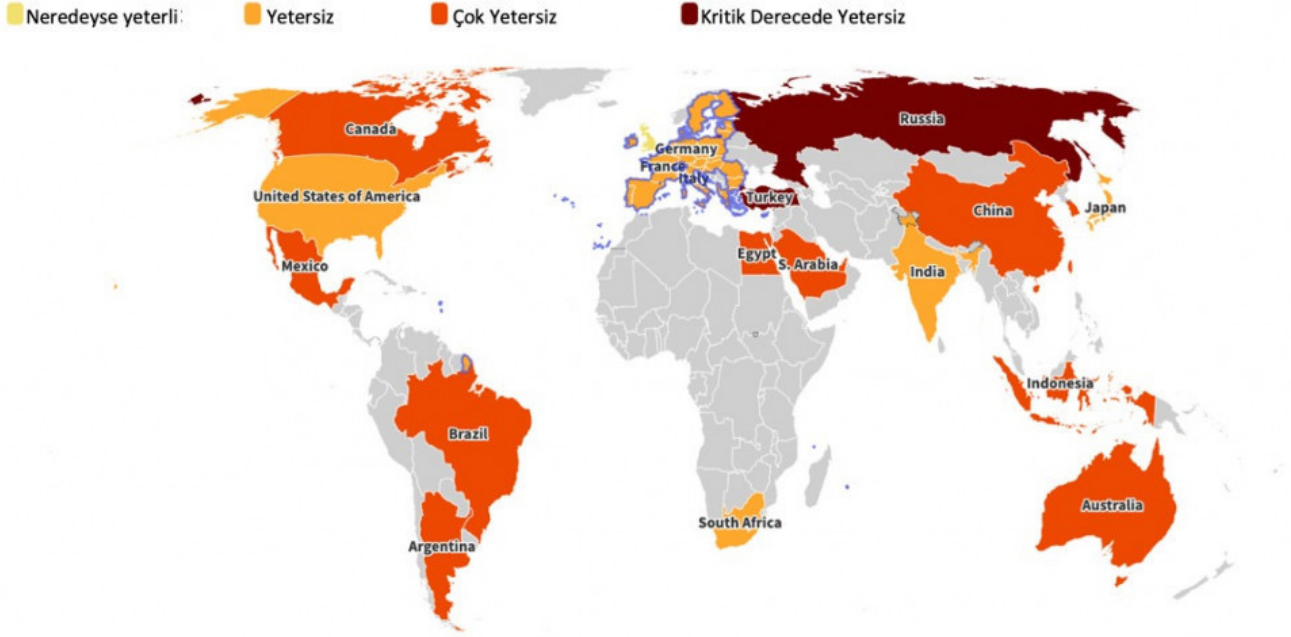 Neredeyse yeterli:
Yetersiz
Çok Yetersiz
Kritik Derecede Yetersiz
Canada
Russia
Germany
France
Italy
United States of America
Turkey
China
Japan
Mexico
Egypt
S. Arabia
India
Indonesia
Brazil
Australia
South Africa
Argentina